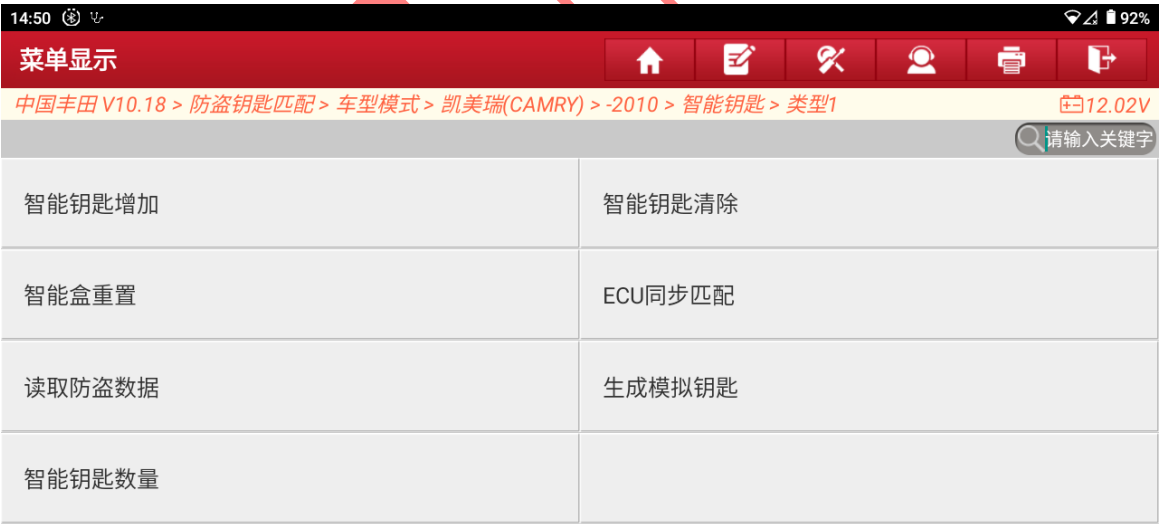 14:50
92%
菜单显示
中国丰田 V10.18 > 防盗钥匙匹配 > 车型模式 > 凯美瑞(CAMRY) > -2010 > 智能钥匙 > 类型1
12.02V
请输入关键字
智能钥匙增加
智能钥匙清除
智能盒重置
ECU同步匹配
读取防盗数据
生成模拟钥匙
智能钥匙数量